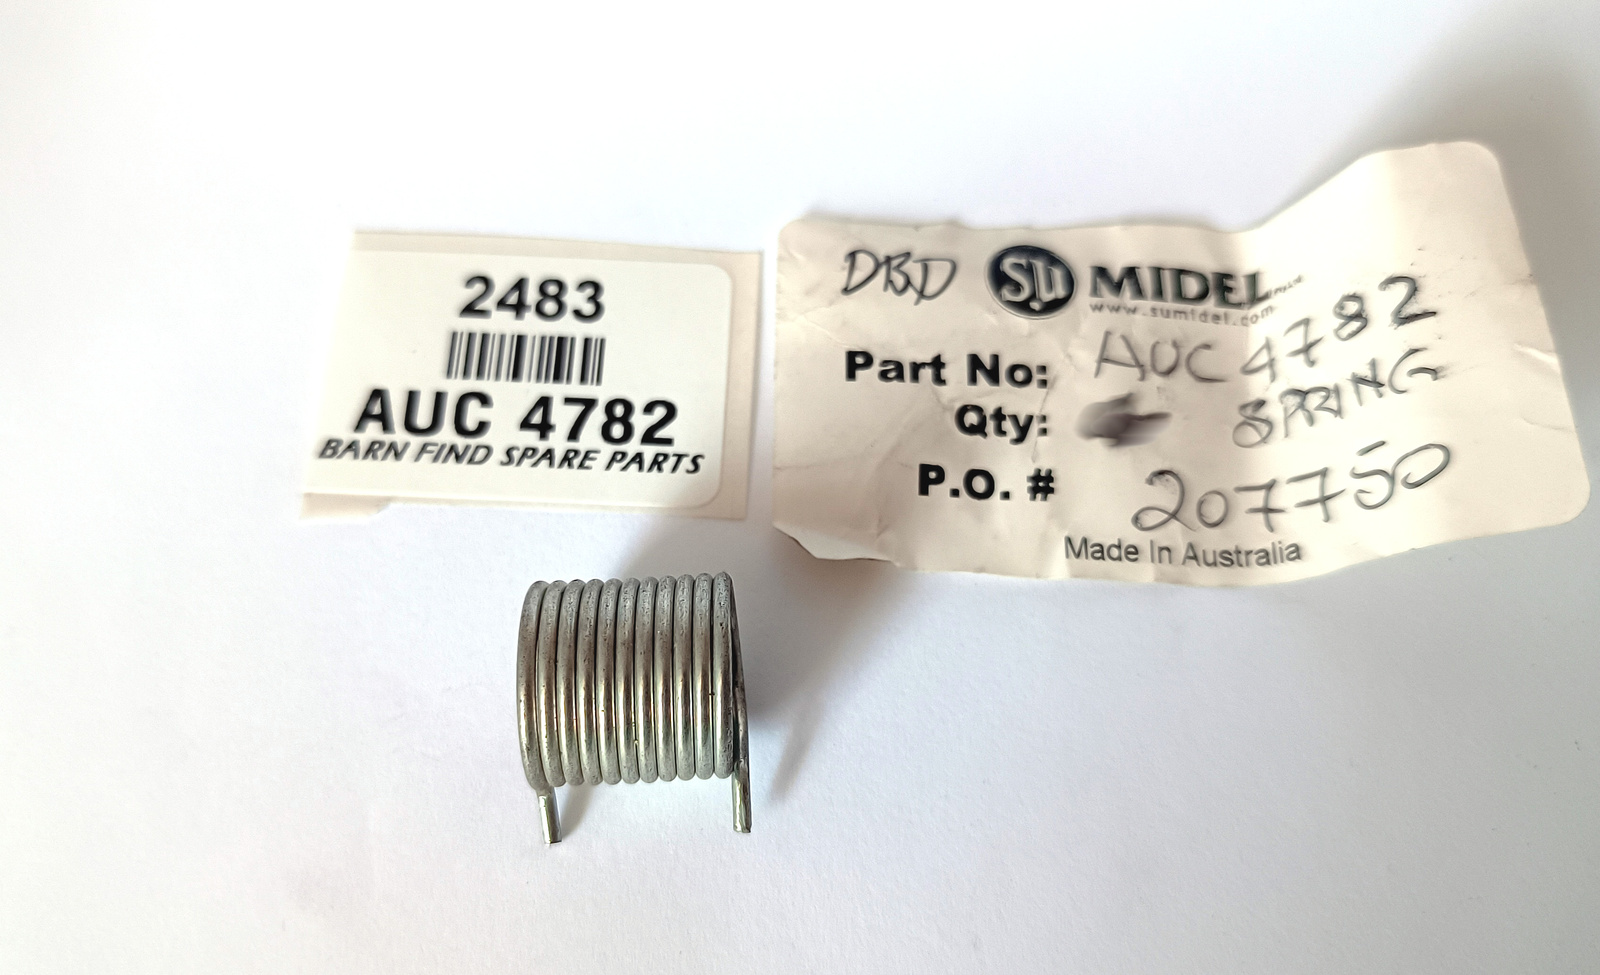 2483
AUC 4782
BARN FIND SPARE PARTS
DBD SU MIDEL
www.sumidel.com
Part No: AUC 4782
Qty: SPRING
P.O. # 207750
Made In Australia